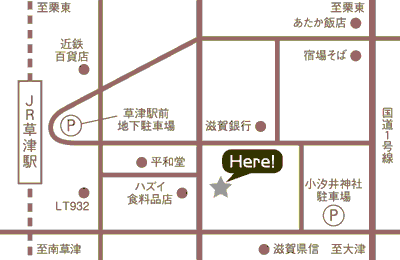 至栗東
至栗東
あたか飯店
近鉄
百貨店
宿場そば
JR草津駅
P
草津駅前
地下駐車場
滋賀銀行
国道1号線
平和堂
Here!
ハズイ
食料品店
小汐井神社
駐車場
P
LT932
至南草津
滋賀県信
至大津